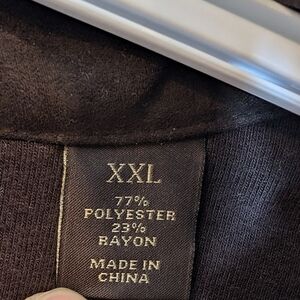 XXL
77%
POLYESTER
23%
RAYON
MADE IN
CHINA